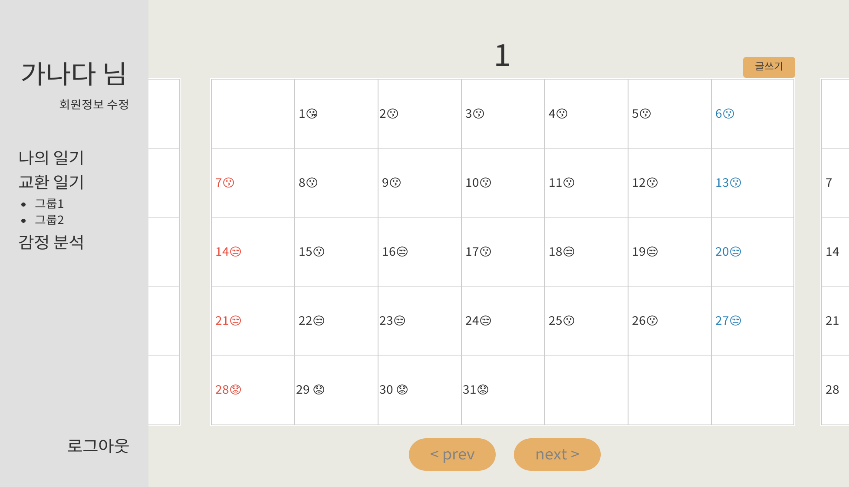 가나다 님
회원정보 수정
나의 일기
교환 일기
그룹1
그룹2
감정 분석
로그아웃
1
글쓰기
1😘 2😗 3😗 4😗 5😗 6😗
7😗 8😗 9😗 10😗 11😗 12😗 13😗 7
14😑 15😗 16😑 17😗 18😑 19😑 20😑 14
21😑 22😑 23😑 24😑 25😗 26😗 27😑 21
28😟 29 😟 30 😟 31😟 28
< prev next >